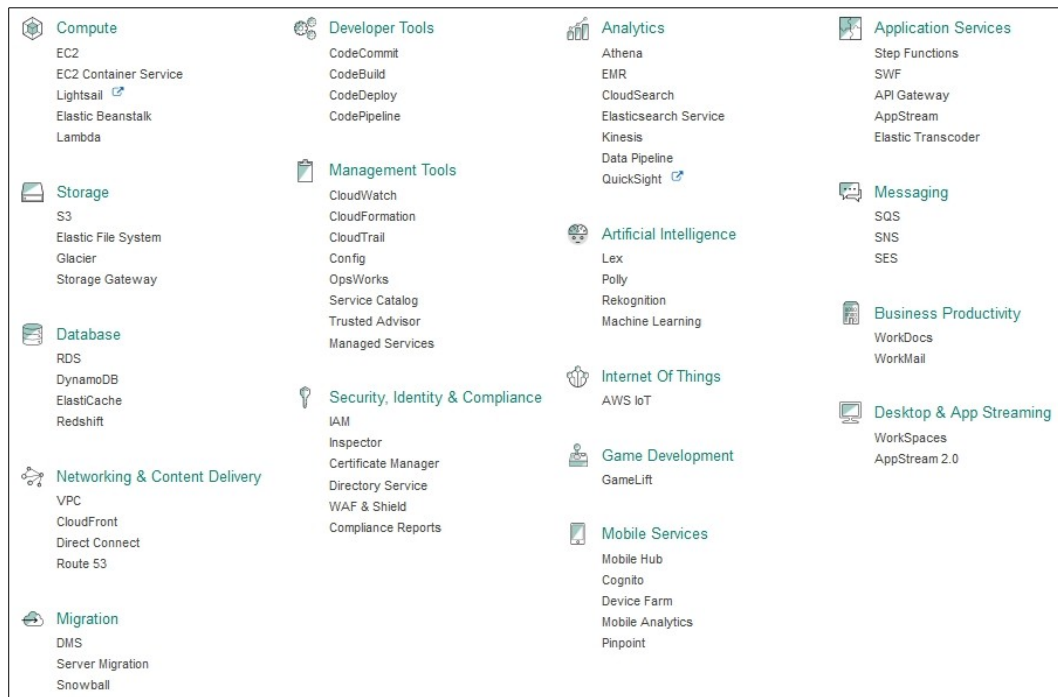 Compute
EC2
EC2 Container Service
Lightsail
Elastic Beanstalk
Lambda
Storage
S3
Elastic File System
Glacier
Storage Gateway
Database
RDS
DynamoDB
ElastiCache
Redshift
Networking & Content Delivery
VPC
CloudFront
Direct Connect
Route 53
Migration
DMS
Server Migration
Snowball
Developer Tools
CodeCommit
CodeBuild
CodeDeploy
CodePipeline
Management Tools
CloudWatch
CloudFormation
CloudTrail
Config
OpsWorks
Service Catalog
Trusted Advisor
Managed Services
Security, Identity & Compliance
IAM
Inspector
Certificate Manager
Directory Service
WAF & Shield
Compliance Reports
Analytics
Athena
EMR
CloudSearch
Elasticsearch Service
Kinesis
Data Pipeline
QuickSight
Artificial Intelligence
Lex
Polly
Rekognition
Machine Learning
Internet Of Things
AWS IoT
Game Development
GameLift
Mobile Services
Mobile Hub
Cognito
Device Farm
Mobile Analytics
Pinpoint
Application Services
Step Functions
SWF
API Gateway
AppStream
Elastic Transcoder
Messaging
SQS
SNS
SES
Business Productivity
WorkDocs
WorkMail
Desktop & App Streaming
WorkSpaces
AppStream 2.0